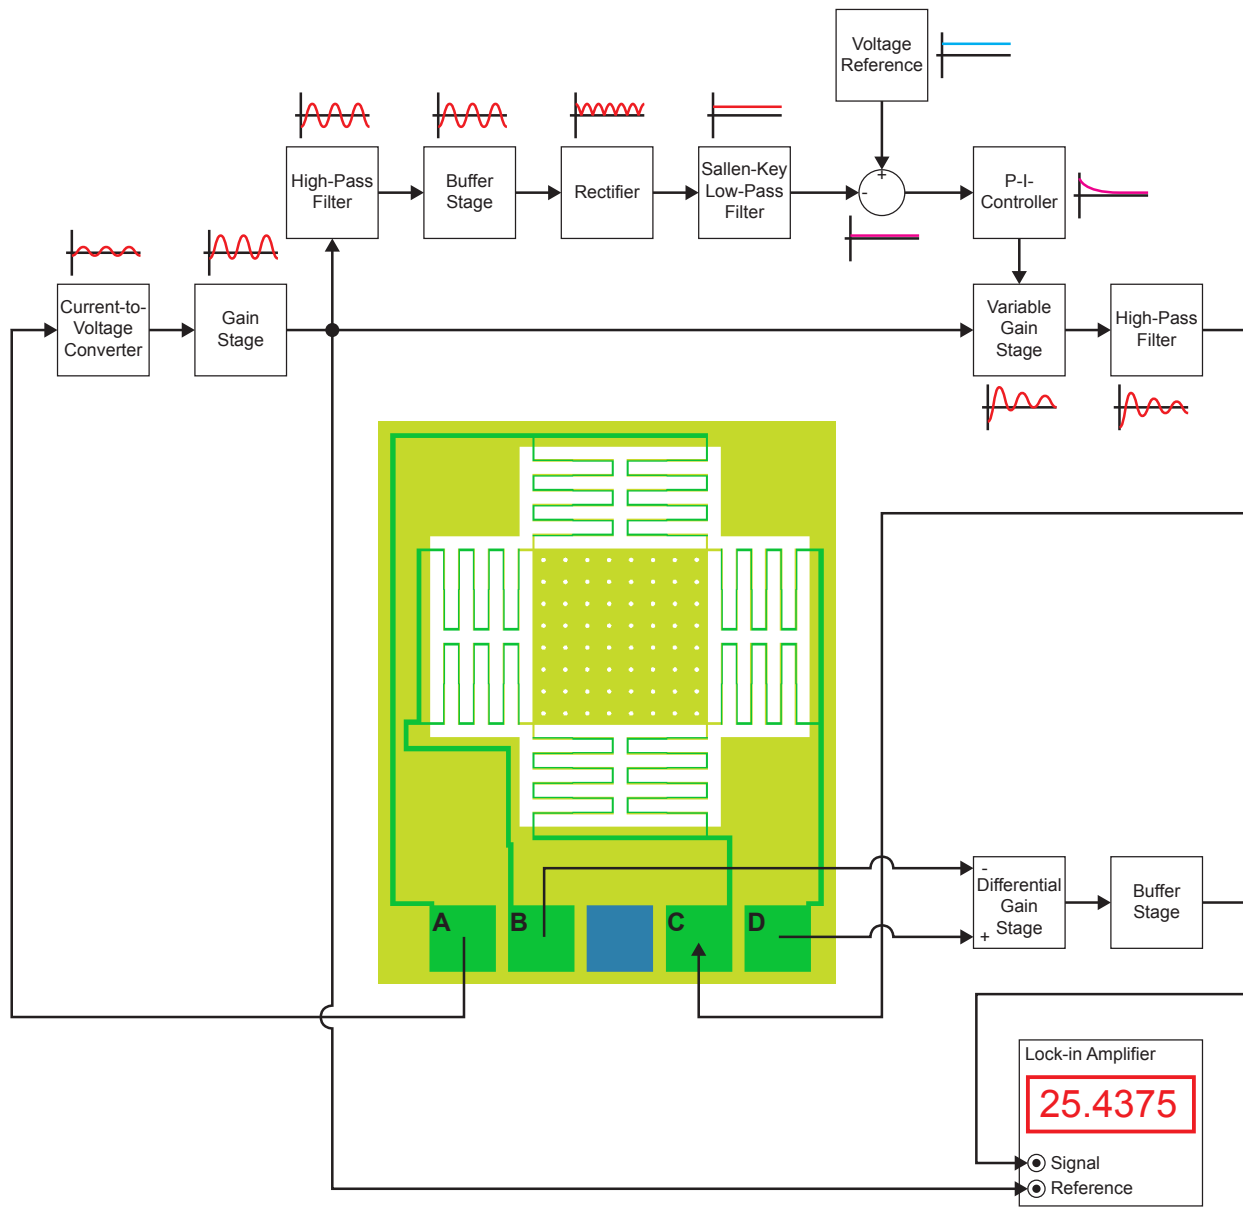 Voltage
Reference
High-Pass
Filter
Buffer
Stage
Rectifier
Sallen-Key
Low-Pass
Filter
+
-
P-I-
Controller
Current-to-
Voltage
Converter
Gain
Stage
Variable
Gain
Stage
High-Pass
Filter
A
B
C
D
-
Differential
Gain
Stage
+
Buffer
Stage
Lock-in Amplifier
25.4375
Signal
Reference